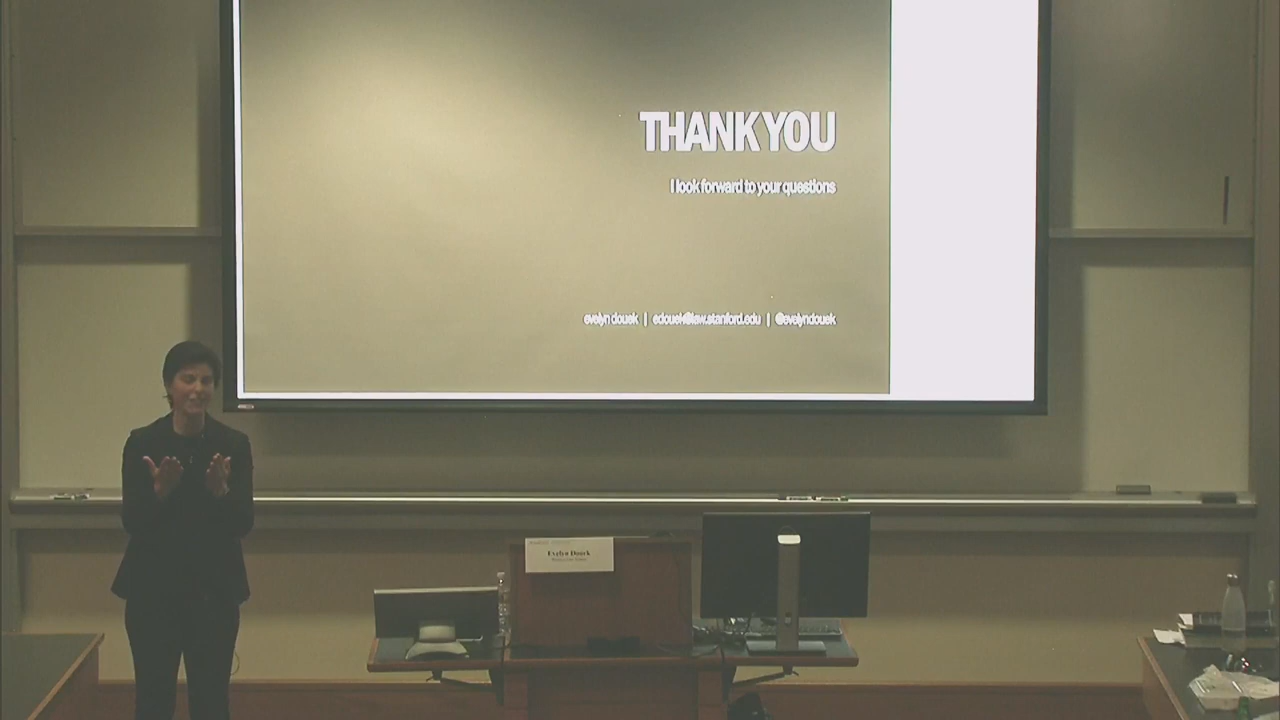 THANK YOU
I look forward to your questions
evelyn douek | edouek@law.stanford.edu | @evelyndouek
Evelyn Douek